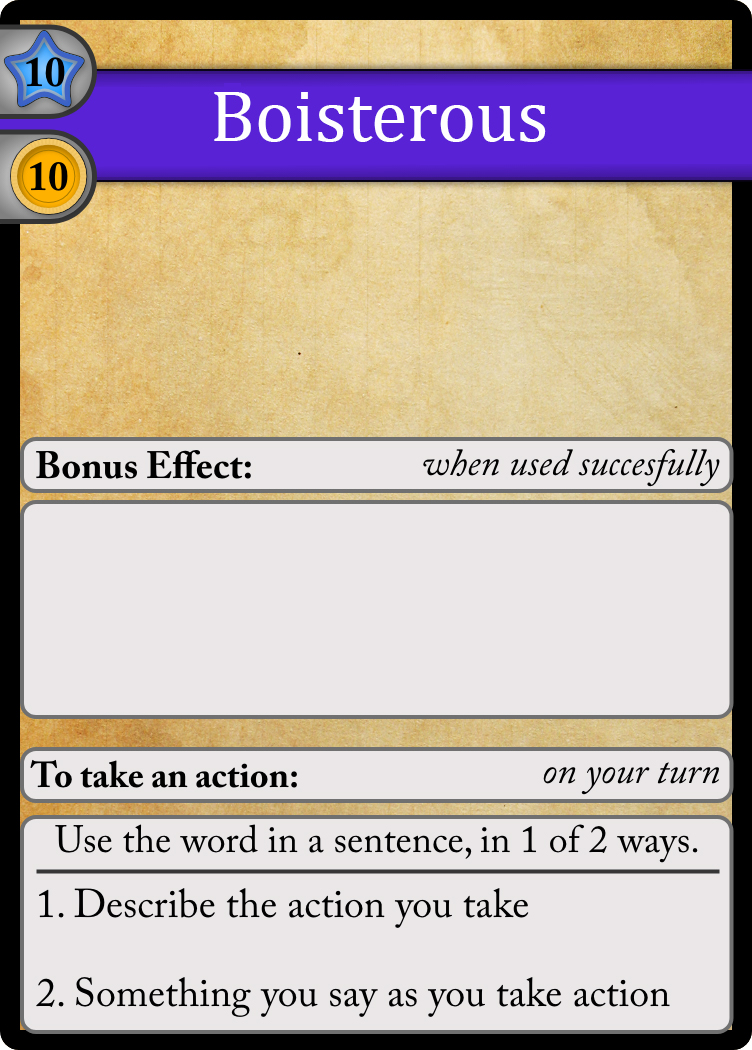 10
Boisterous
10
Bonus Effect: when used succesfully
To take an action: on your turn
Use the word in a sentence, in 1 of 2 ways.
1. Describe the action you take
2. Something you say as you take action